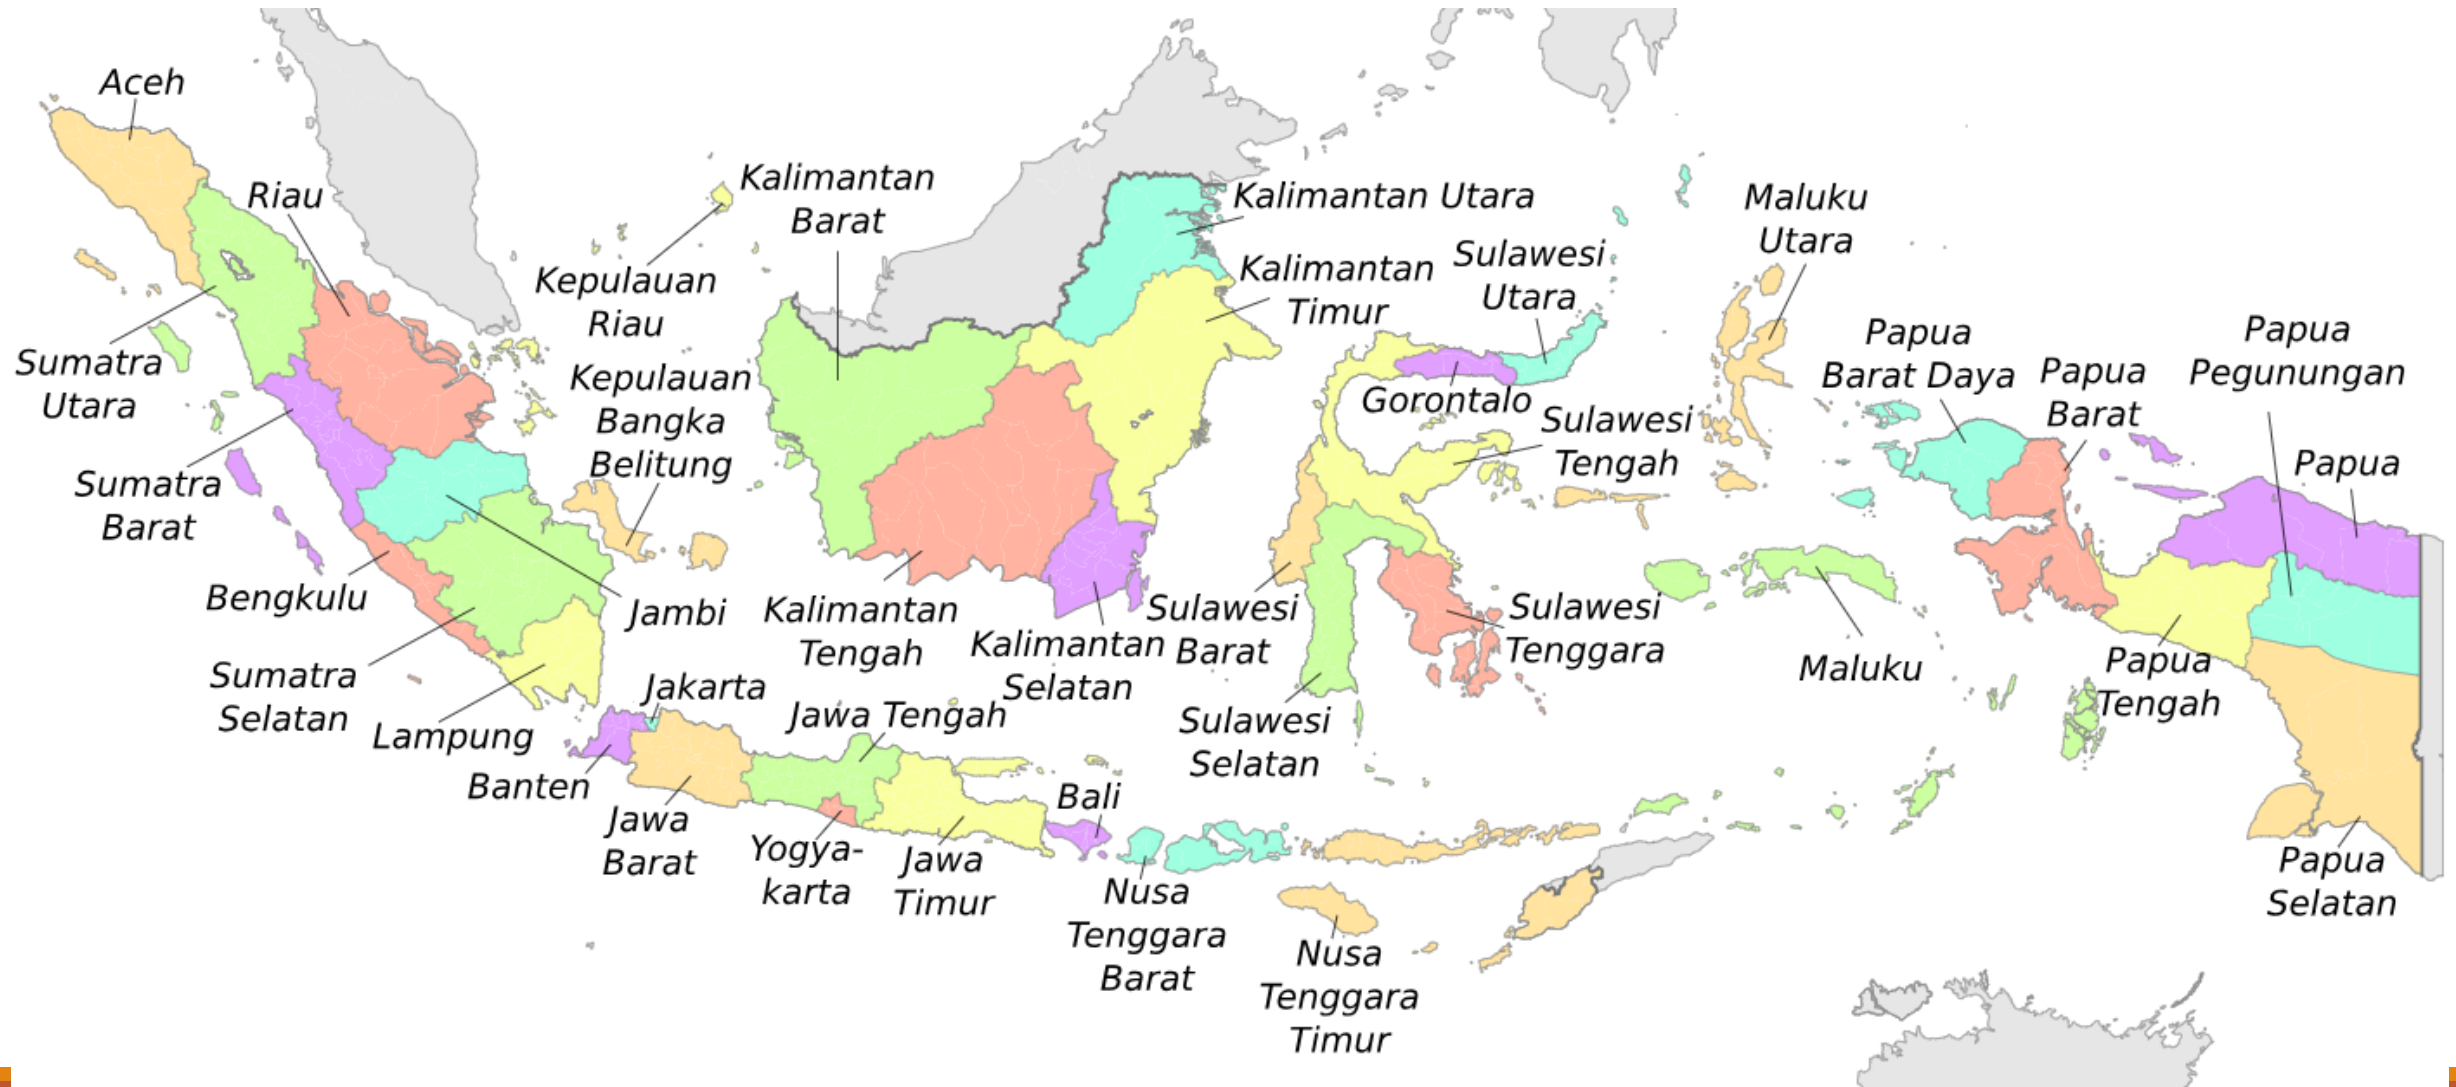 Aceh
Riau
Sumatra
Utara
Sumatra
Barat
Bengkulu
Sumatra
Selatan
Lampung
Jambi
Kepulauan
Riau
Kepulauan
Bangka
Belitung
Kalimantan
Barat
Kalimantan Utara
Kalimantan
Timur
Kalimantan
Tengah
Kalimantan
Selatan
Banten
Jakarta
Jawa
Barat
Jawa Tengah
Yogya-
karta
Jawa
Timur
Bali
Nusa
Tenggara
Barat
Nusa
Tenggara
Timur
Sulawesi
Utara
Gorontalo
Sulawesi
Tengah
Sulawesi
Barat
Sulawesi
Selatan
Sulawesi
Tenggara
Maluku
Utara
Maluku
Papua
Barat Daya
Papua
Barat
Papua
Pegunungan
Papua
Papua
Tengah
Papua
Selatan